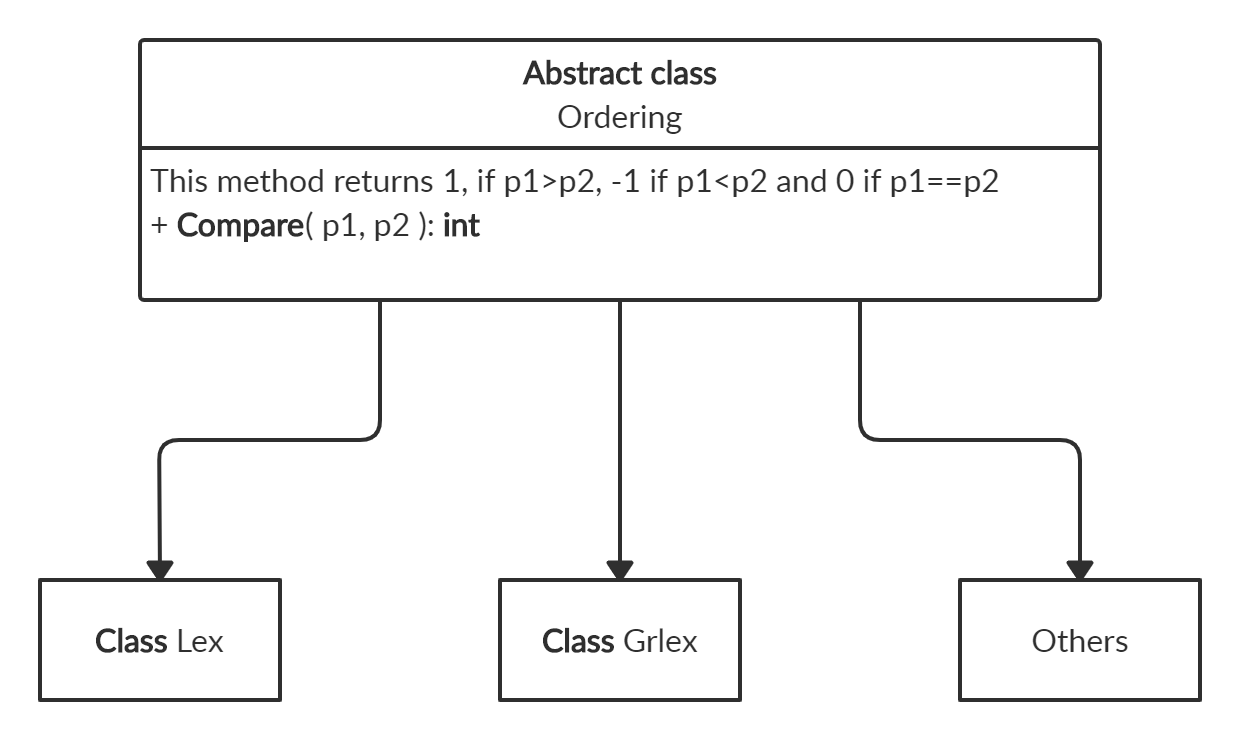 Abstract class
Ordering
This method returns 1, if p1>p2, -1 if p1<p2 and 0 if p1==p2
+ Compare( p1, p2 ): int
Class Lex
Class Grlex
Others